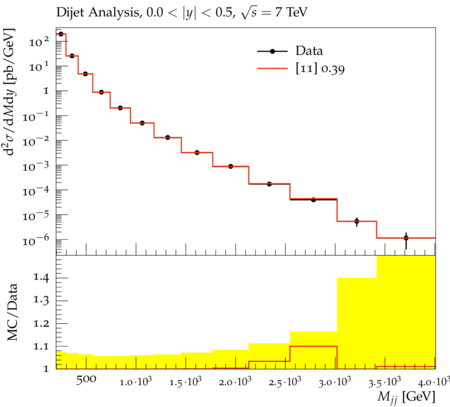 Dijet Analysis, 0.0 < |y| < 0.5, √s = 7 TeV
d²σ/dMdy [pb/GeV]
10²
10¹
1
10⁻¹
10⁻²
10⁻³
10⁻⁴
10⁻⁵
10⁻⁶
Data
[11] 0.39
MC/Data
1.4
1.3
1.2
1.1
1
500 1.0·10³ 1.5·10³ 2.0·10³ 2.5·10³ 3.0·10³ 3.5·10³ 4.0·10³
Mjj [GeV]